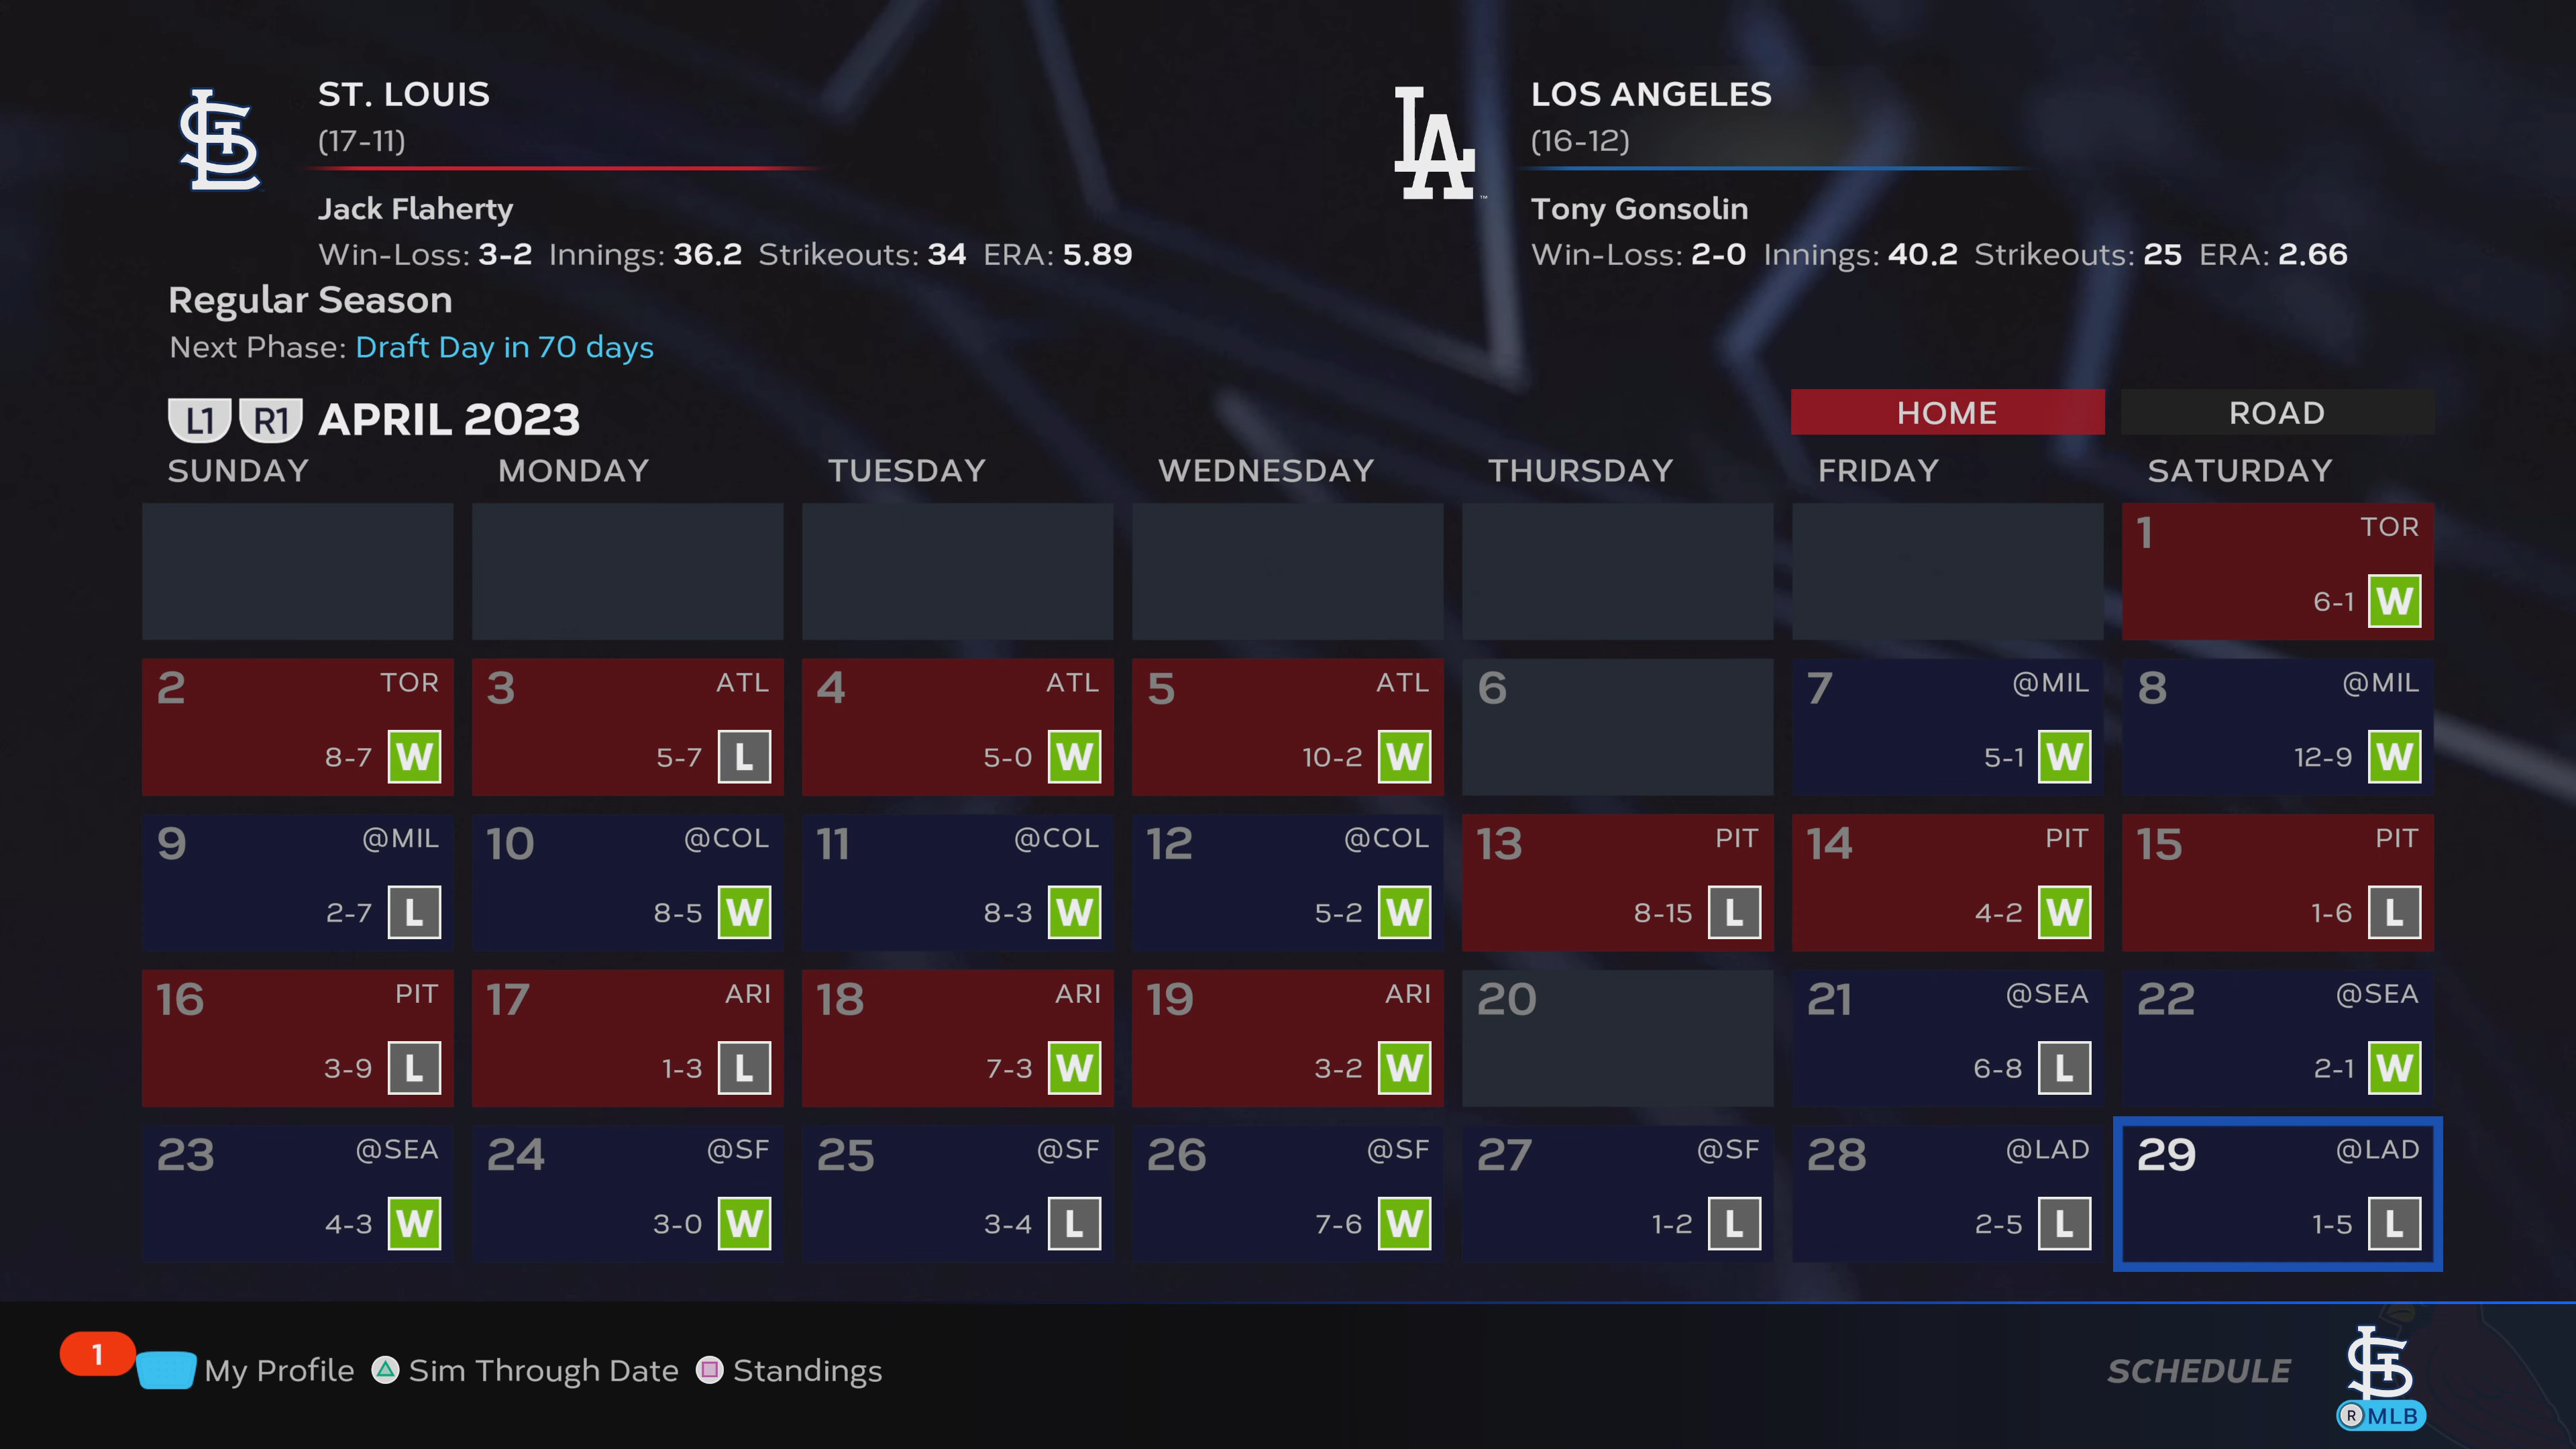 ST. LOUIS
(17-11)
Jack Flaherty
Win-Loss: 3-2 Innings: 36.2 Strikeouts: 34 ERA: 5.89
LA
™
LOS ANGELES
(16-12)
Tony Gonsolin
Win-Loss: 2-0 Innings: 40.2 Strikeouts: 25 ERA: 2.66
Regular Season
Next Phase: Draft Day in 70 days
L1 R1 APRIL 2023
HOME ROAD
SUNDAY MONDAY TUESDAY WEDNESDAY THURSDAY FRIDAY SATURDAY
1 TOR
6-1 W
2 TOR 3 ATL 4 ATL 5 ATL 6 7 @MIL 8 @MIL
8-7 W 5-7 L 5-0 W 10-2 W 5-1 W 12-9 W
9 @MIL 10 @COL 11 @COL 12 @COL 13 PIT 14 PIT 15 PIT
2-7 L 8-5 W 8-3 W 5-2 W 8-15 L 4-2 W 1-6 L
16 PIT 17 ARI 18 ARI 19 ARI 20 21 @SEA 22 @SEA
3-9 L 1-3 L 7-3 W 3-2 W 6-8 L 2-1 W
23 @SEA 24 @SF 25 @SF 26 @SF 27 @SF 28 @LAD 29 @LAD
4-3 W 3-0 W 3-4 L 7-6 W 1-2 L 2-5 L 1-5 L
1 My Profile Sim Through Date Standings
SCHEDULE
R MLB